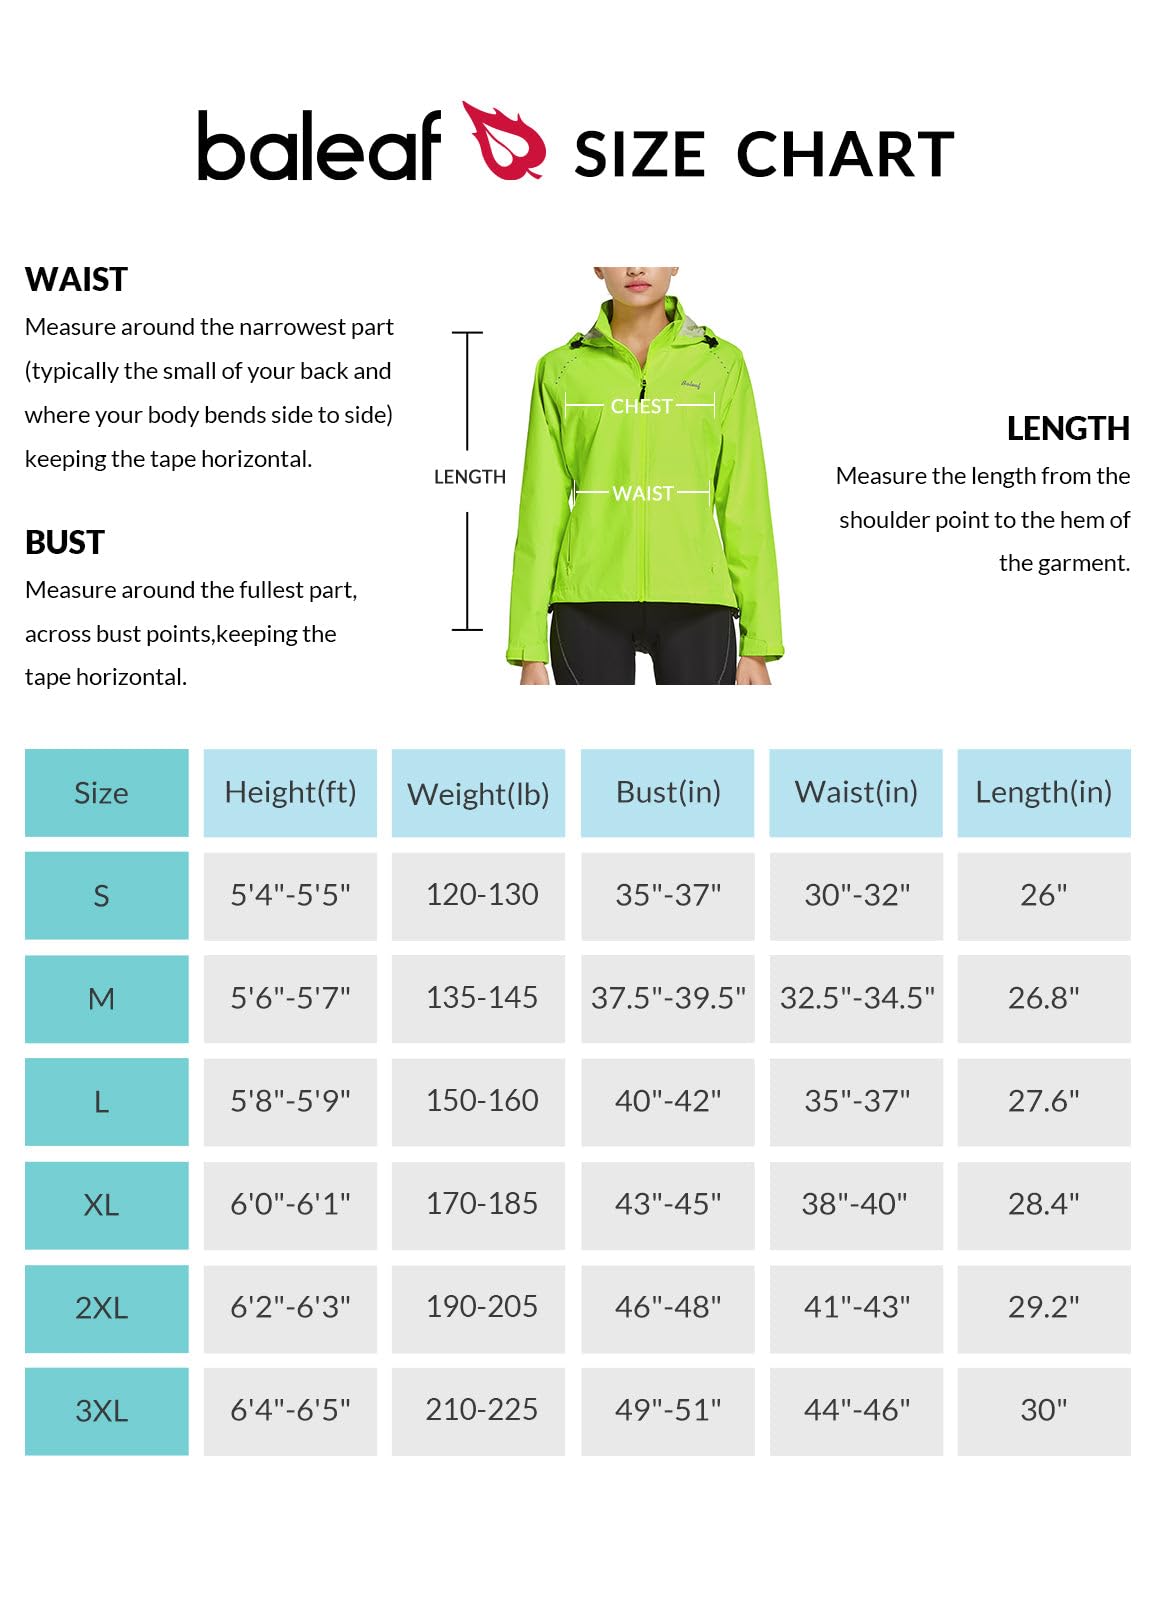 baleaf SIZE CHART
WAIST
Measure around the narrowest part
(typically the small of your back and
where your body bends side to side)
keeping the tape horizontal.
BUST
Measure around the fullest part,
across bust points,keeping the
tape horizontal.
LENGTH
Baleaf
CHEST
WAIST
LENGTH
Measure the length from the
shoulder point to the hem of
the garment.
Size Height(ft) Weight(lb) Bust(in) Waist(in) Length(in)
S 5'4"-5'5" 120-130 35"-37" 30"-32" 26"
M 5'6"-5'7" 135-145 37.5"-39.5" 32.5"-34.5" 26.8"
L 5'8"-5'9" 150-160 40"-42" 35"-37" 27.6"
XL 6'0"-6'1" 170-185 43"-45" 38"-40" 28.4"
2XL 6'2"-6'3" 190-205 46"-48" 41"-43" 29.2"
3XL 6'4"-6'5" 210-225 49"-51" 44"-46" 30"